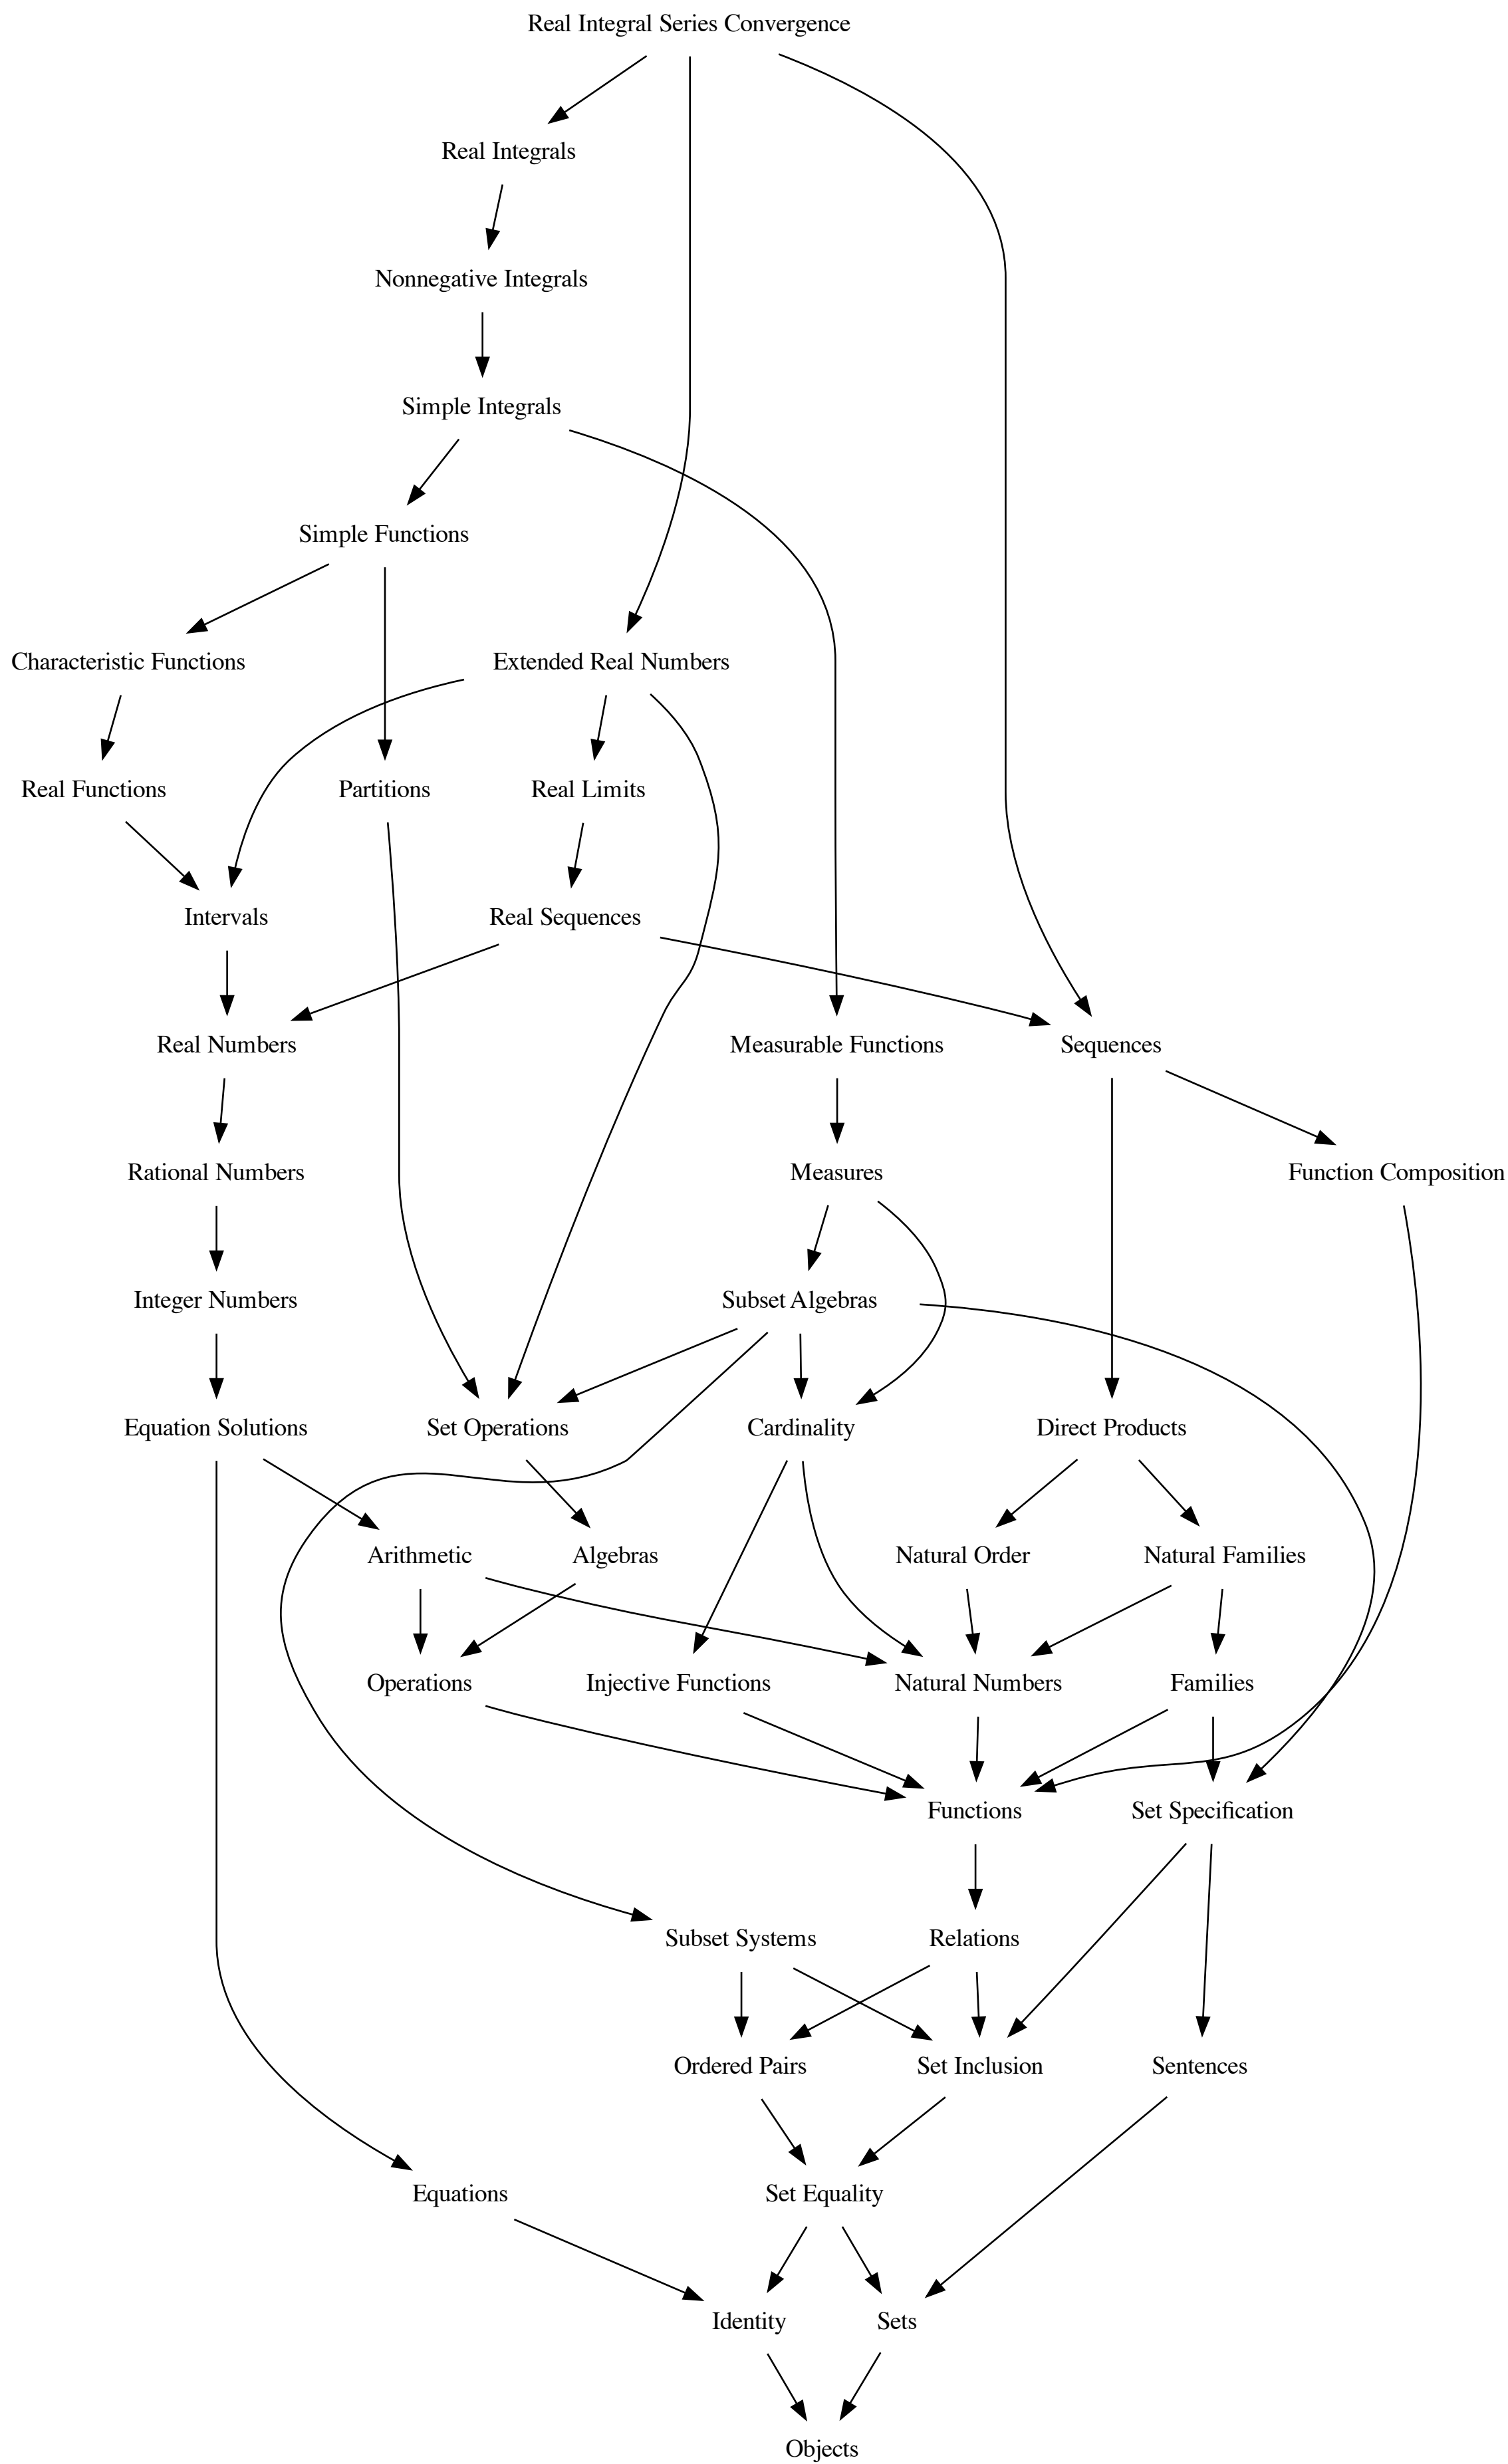 Real Integral Series Convergence
Real Integrals
Nonnegative Integrals
Simple Integrals
Simple Functions
Characteristic Functions
Extended Real Numbers
Real Functions
Partitions
Real Limits
Intervals
Real Sequences
Real Numbers
Measurable Functions
Sequences
Rational Numbers
Measures
Function Composition
Integer Numbers
Subset Algebras
Equation Solutions
Set Operations
Cardinality
Direct Products
Arithmetic
Algebras
Natural Order
Natural Families
Operations
Injective Functions
Natural Numbers
Families
Functions
Set Specification
Subset Systems
Relations
Ordered Pairs
Set Inclusion
Sentences
Equations
Set Equality
Identity
Sets
Objects